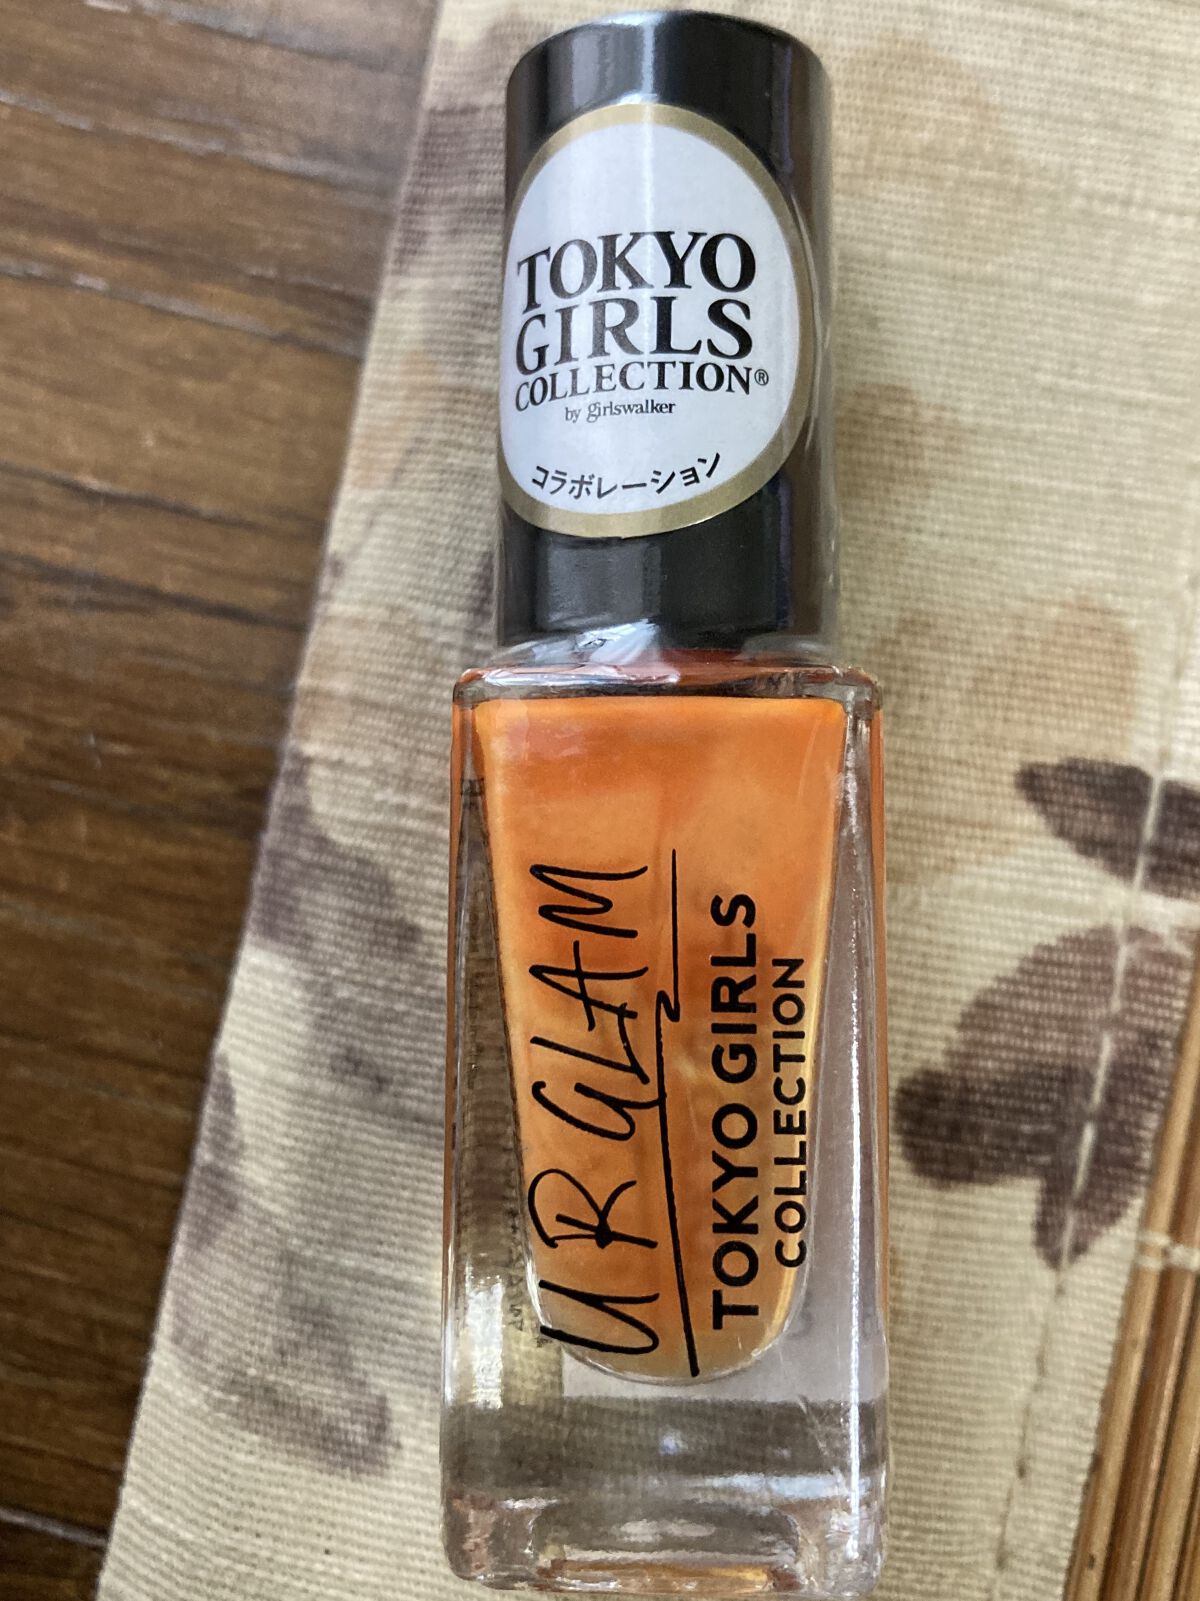 TOKYO
GIRLS
COLLECTION®
by girlswalker
コラボレーション
UR GLAM
TOKYO GIRLS
COLLECTION